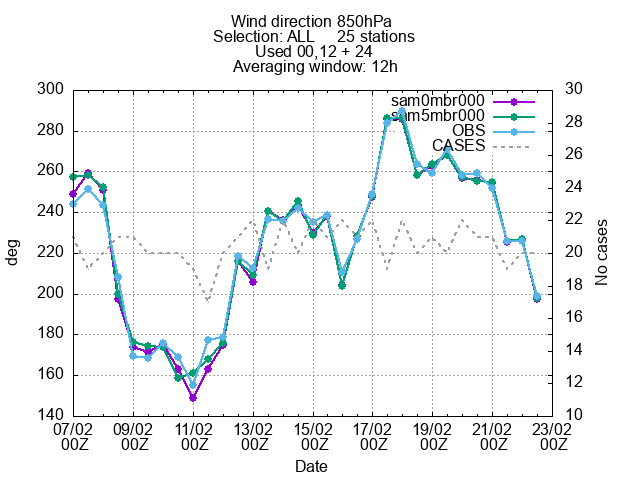 Wind direction 850hPa
Selection: ALL 25 stations
Used 00,12 + 24
Averaging window: 12h
sam0mbr000
sam5mbr000
OBS
CASES
300
280
260
240
220
200
180
160
140
30
28
26
24
22
20
18
16
14
12
10
deg
No cases
07/02 09/02 11/02 13/02 15/02 17/02 19/02 21/02 23/02
00Z 00Z 00Z 00Z 00Z 00Z 00Z 00Z 00Z
Date